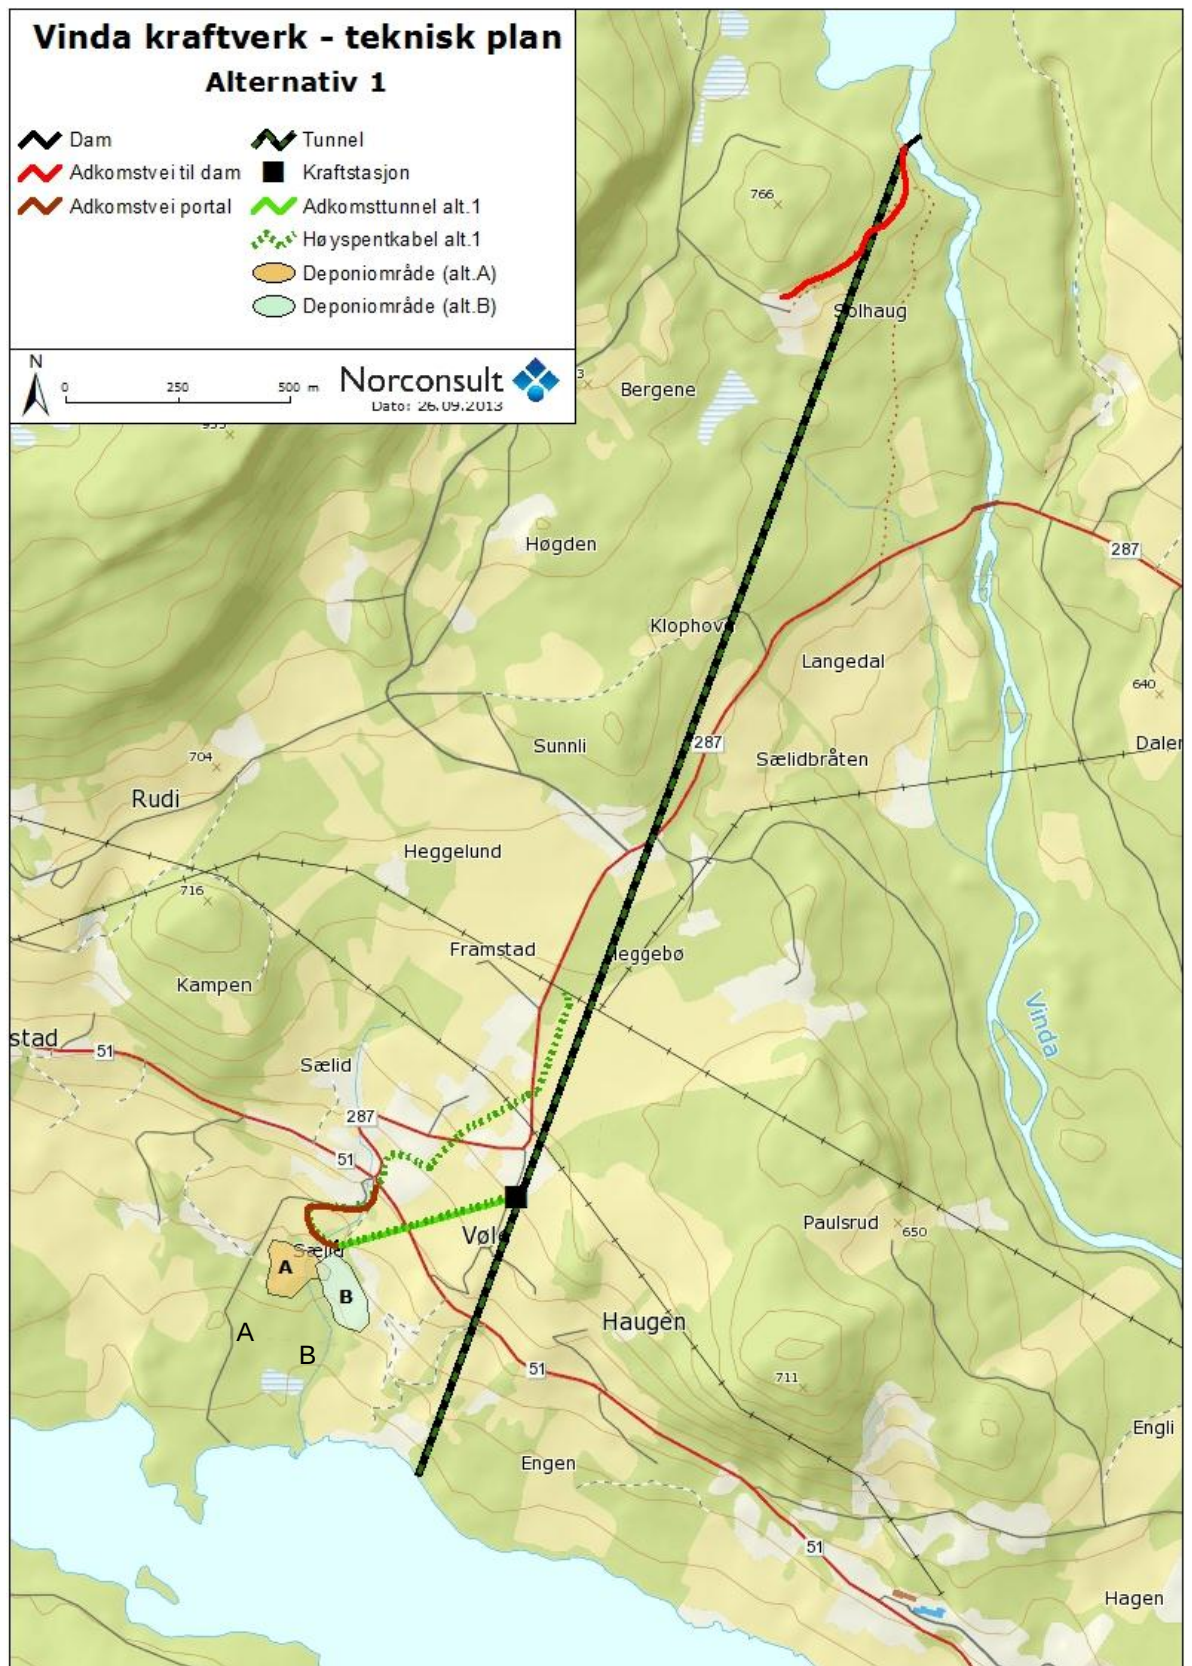 Vinda kraftverk - teknisk plan
Alternativ 1
Dam
Tunnel
Adkomstvei til dam
Kraftstasjon
Adkomstvei portal
Adkomsttunnel alt.1
Høyspentkabel alt.1
Deponiområde (alt.A)
Deponiområde (alt.B)
N
0 250 500 m
Norconsult
Dato: 26.09.2013
766
Solhaug
Bergene
3
Høgden
287
Klophov
Langedal
640
287
Sunnli
Sælidbråten
Daler
704
Rudi
Heggelund
716
Framstad
Heggebø
Kampen
Vinda
stad
51
Sælid
287
51
Paulsrud
650
Vøle
Sælid
A
B
Haugen
A
B
51
711
Engli
Engen
51
Hagen